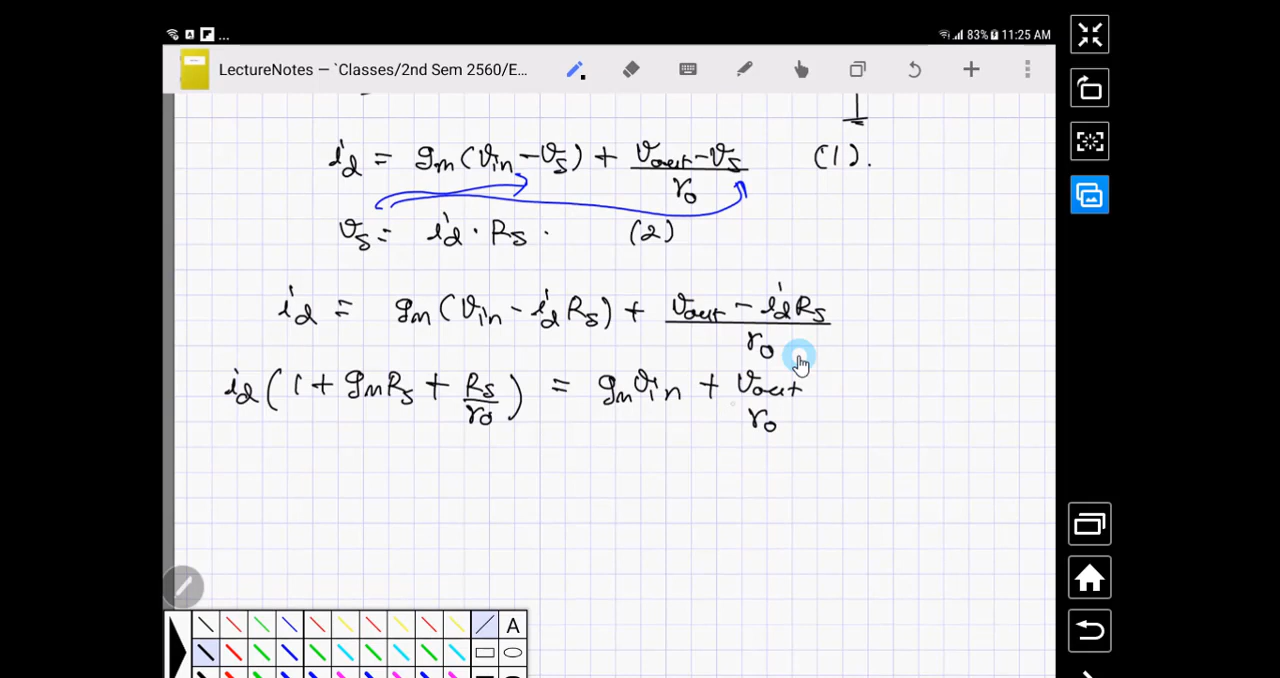 ... 83% 11:25 AM
LectureNotes — `Classes/2nd Sem 2560/E...
i_d = g_m (v_in − v_s) + (v_out − v_s)/r_o (1).
v_s = i_d · R_s . (2)
i_d = g_m (v_in − i_d R_s) + (v_out − i_d R_s)/r_o
i_d (1 + g_m R_s + R_s/r_o) = g_m v_in + v_out/r_o
A